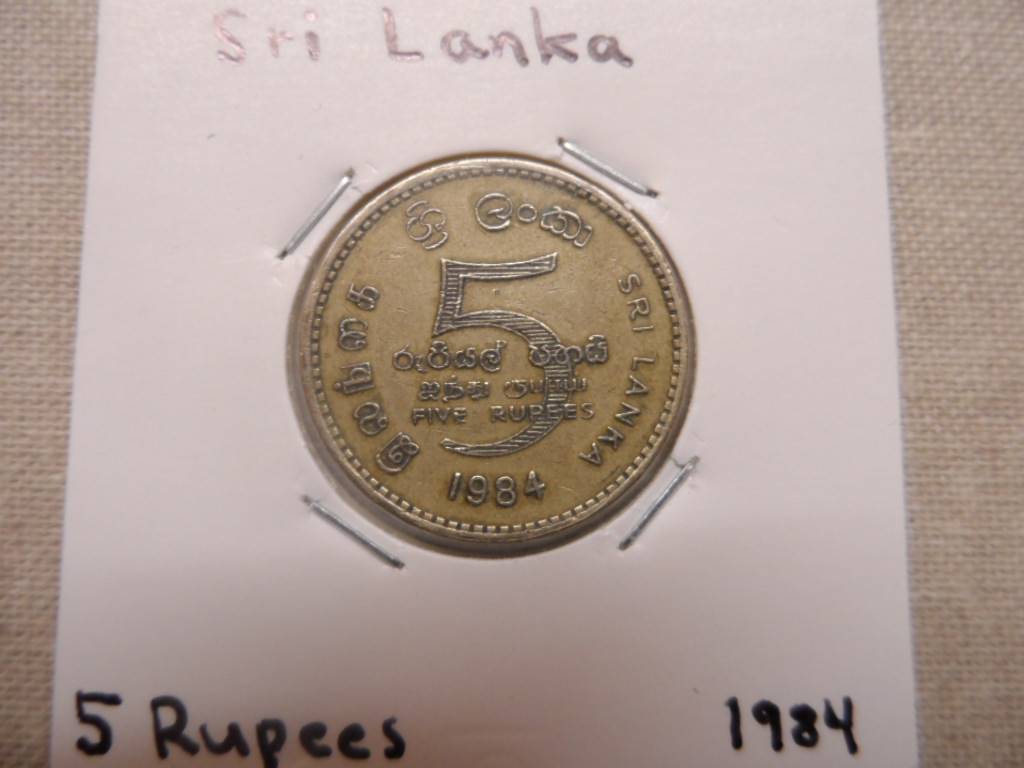 Sri Lanka
ශ්‍රී ලංකා
SRI LANKA
இலங்கை
5
රුපියල් පහයි
ஐந்து ரூபாய்
FIVE RUPEES
1984
5 Rupees 1984